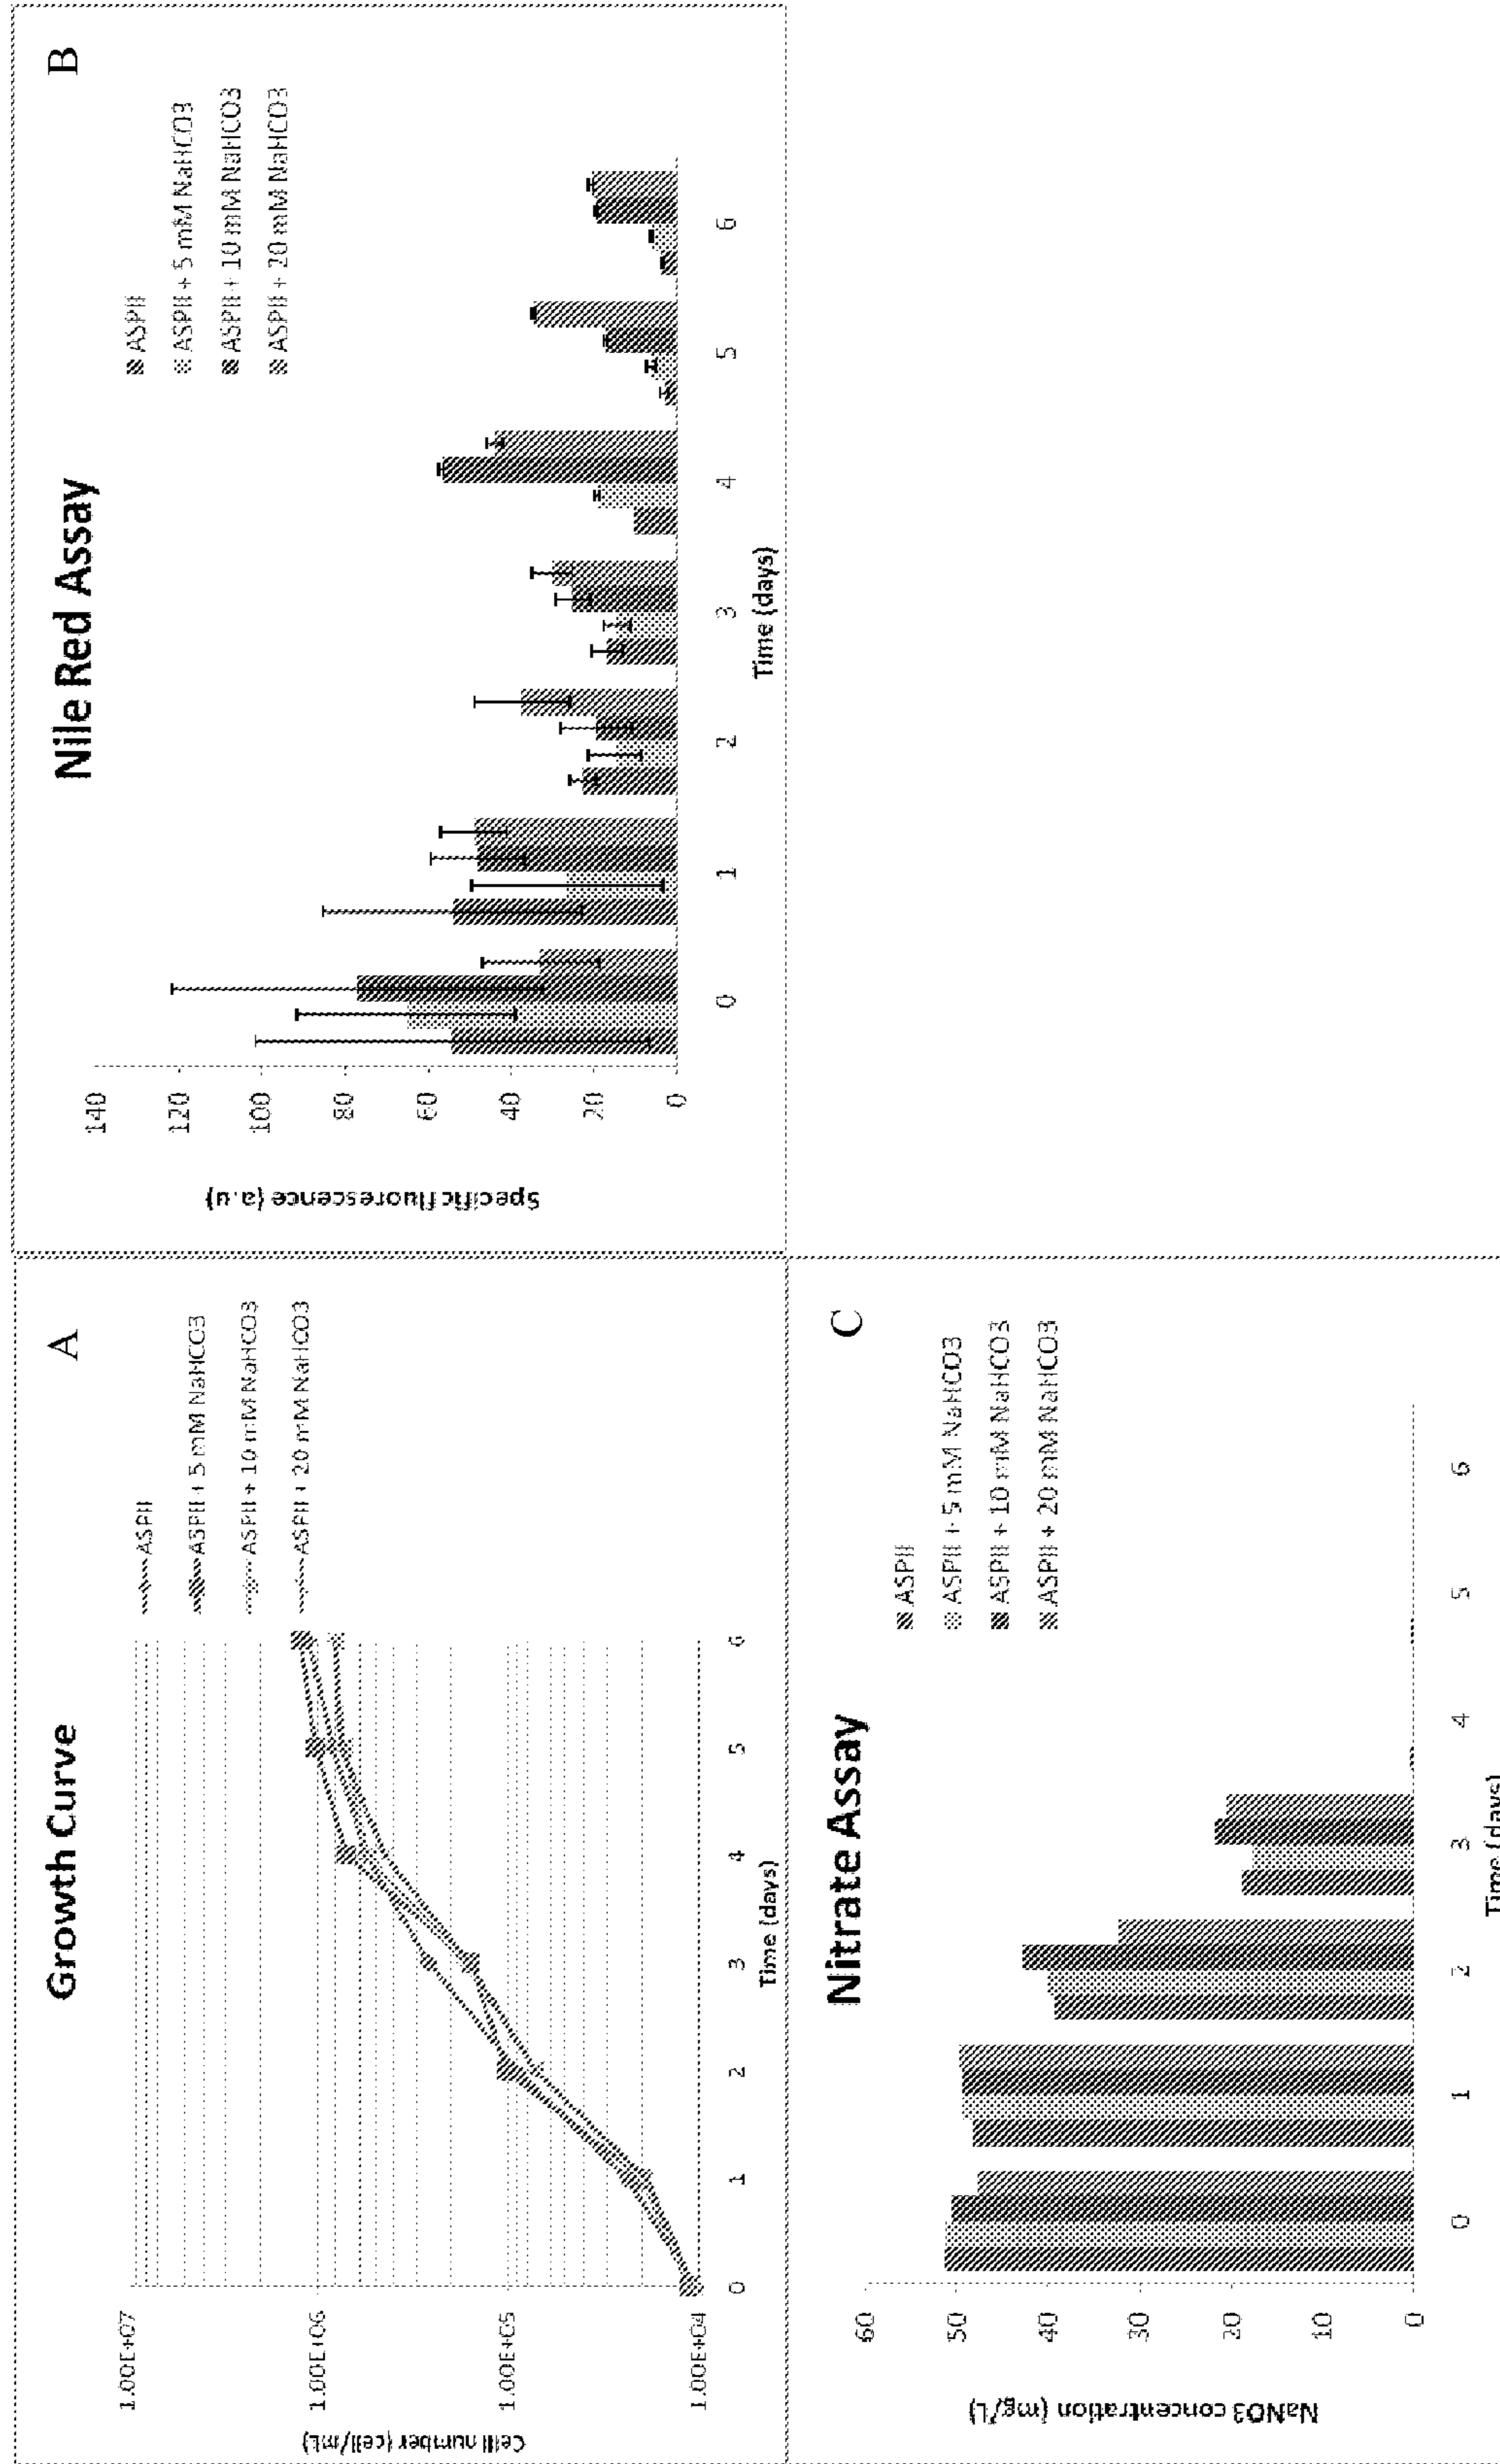 Growth Curve
A
1.00E+07
1.00E+06
1.00E+05
1.00E+04
Cell number (cell/mL)
0 1 2 3 4 5 6
Time (days)
ASPII
ASPII + 5 mM NaHCO3
ASPII + 10 mM NaHCO3
ASPII + 20 mM NaHCO3
Nile Red Assay
B
140
120
100
80
60
40
20
0
Specific fluorescence (a.u)
0 1 2 3 4 5 6
Time (days)
ASPII
ASPII + 5 mM NaHCO3
ASPII + 10 mM NaHCO3
ASPII + 20 mM NaHCO3
Nitrate Assay
C
60
50
40
30
20
10
0
NaNO3 concentration (mg/L)
0 1 2 3 4 5 6
Time (days)
ASPII
ASPII + 5 mM NaHCO3
ASPII + 10 mM NaHCO3
ASPII + 20 mM NaHCO3